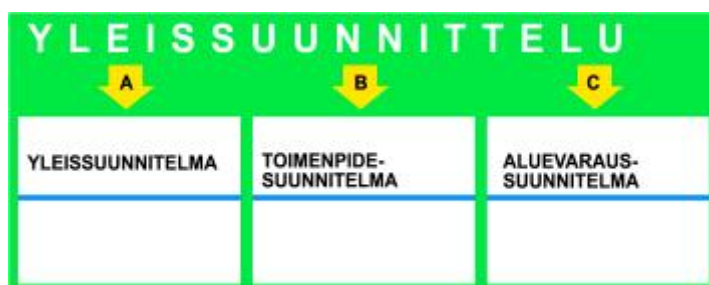 YLEISSUUNNITTELU
A
B
C
YLEISSUUNNITELMA
TOIMENPIDE-
SUUNNITELMA
ALUEVARAUS-
SUUNNITELMA